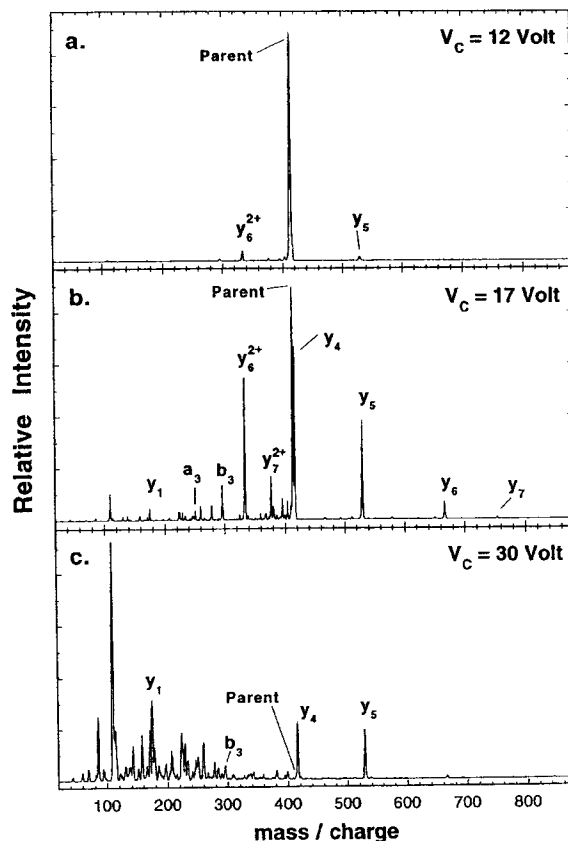 a.
V_C = 12 Volt
Parent
y_6^{2+}
y_5
b.
V_C = 17 Volt
Parent
y_4
y_6^{2+}
y_5
y_7^{2+}
a_3
b_3
y_1
y_6
y_7
c.
V_C = 30 Volt
y_1
Parent
y_4
y_5
b_3
100 200 300 400 500 600 700 800
mass / charge
Relative Intensity